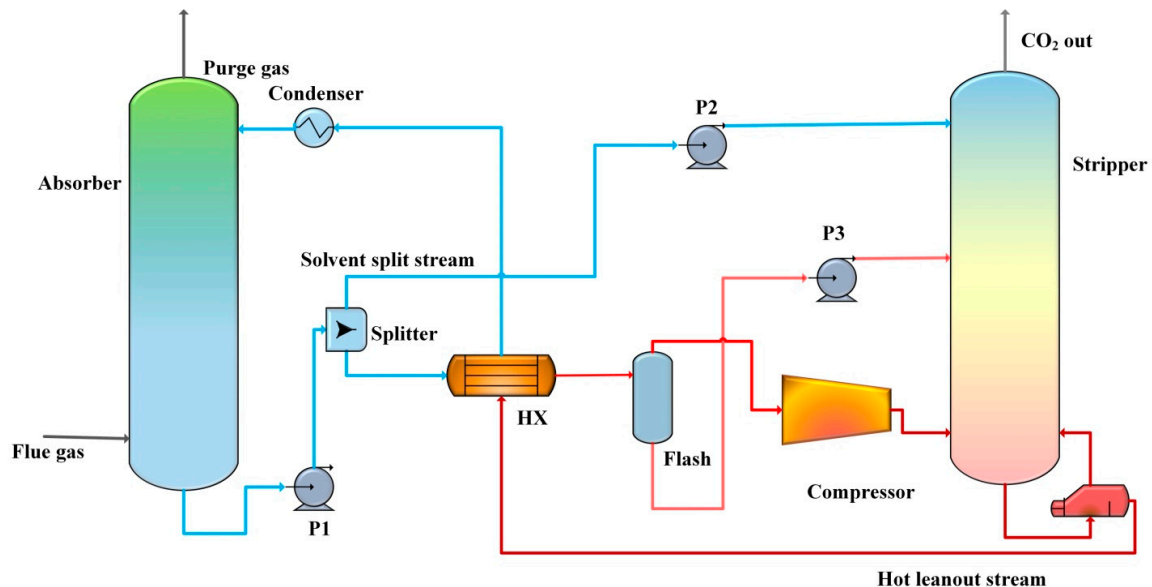 CO₂ out
Purge gas
Condenser
P2
Absorber
Stripper
P3
Solvent split stream
Splitter
HX
Flue gas
Flash
Compressor
P1
Hot leanout stream